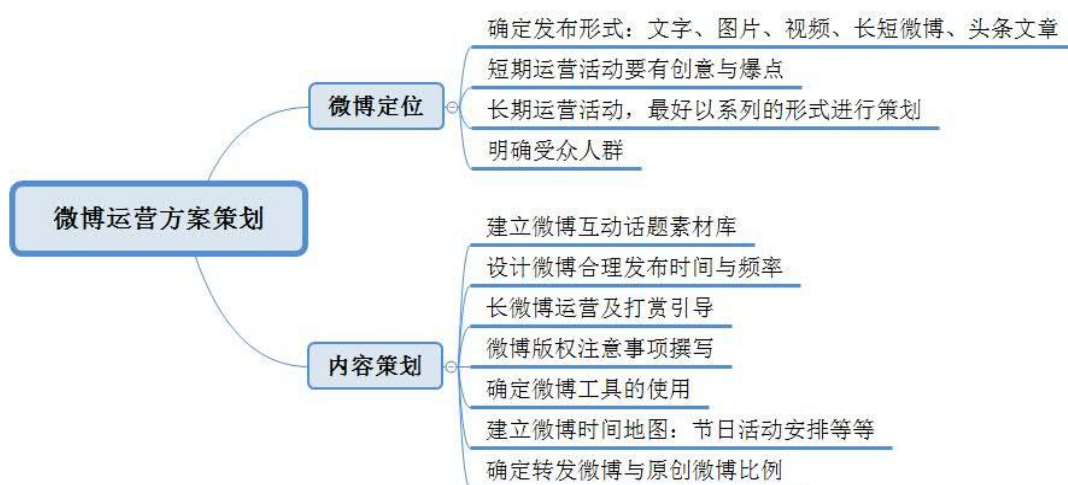 微博运营方案策划
微博定位
确定发布形式：文字、图片、视频、长短微博、头条文章
短期运营活动要有创意与爆点
长期运营活动，最好以系列的形式进行策划
明确受众人群
内容策划
建立微博互动话题素材库
设计微博合理发布时间与频率
长微博运营及打赏引导
微博版权注意事项撰写
确定微博工具的使用
建立微博时间地图：节日活动安排等等
确定转发微博与原创微博比例